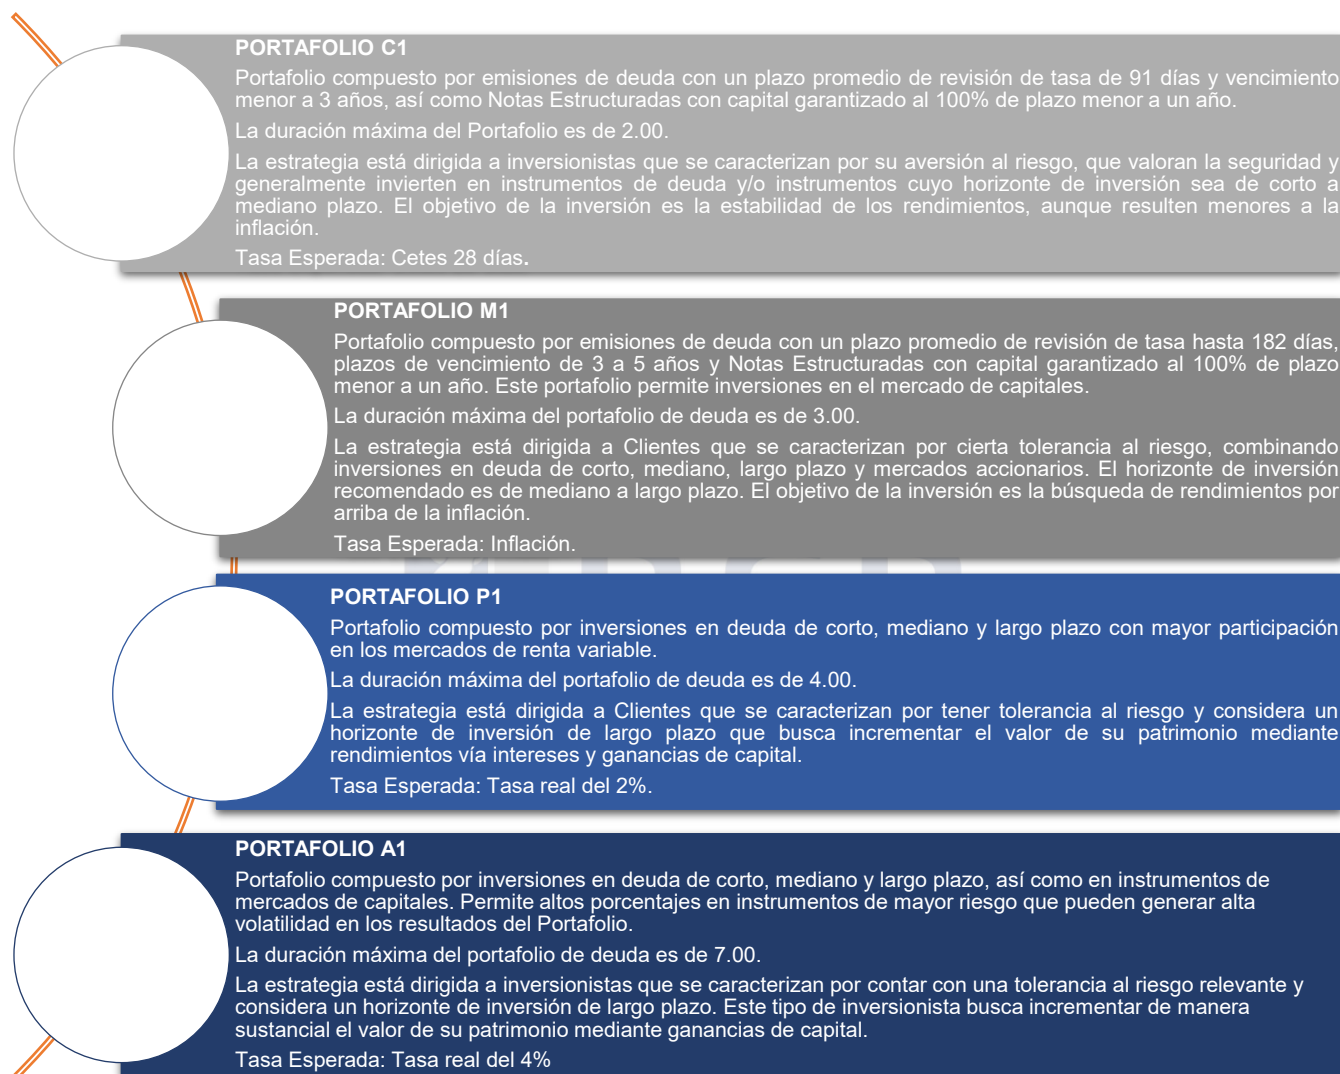 PORTAFOLIO C1
Portafolio compuesto por emisiones de deuda con un plazo promedio de revisión de tasa de 91 días y vencimiento
menor a 3 años, así como Notas Estructuradas con capital garantizado al 100% de plazo menor a un año.
La duración máxima del Portafolio es de 2.00.
La estrategia está dirigida a inversionistas que se caracterizan por su aversión al riesgo, que valoran la seguridad y
generalmente invierten en instrumentos de deuda y/o instrumentos cuyo horizonte de inversión sea de corto a
mediano plazo. El objetivo de la inversión es la estabilidad de los rendimientos, aunque resulten menores a la
inflación.
Tasa Esperada: Cetes 28 días.
PORTAFOLIO M1
Portafolio compuesto por emisiones de deuda con un plazo promedio de revisión de tasa hasta 182 días,
plazos de vencimiento de 3 a 5 años y Notas Estructuradas con capital garantizado al 100% de plazo
menor a un año. Este portafolio permite inversiones en el mercado de capitales.
La duración máxima del portafolio de deuda es de 3.00.
La estrategia está dirigida a Clientes que se caracterizan por cierta tolerancia al riesgo, combinando
inversiones en deuda de corto, mediano, largo plazo y mercados accionarios. El horizonte de inversión
recomendado es de mediano a largo plazo. El objetivo de la inversión es la búsqueda de rendimientos por
arriba de la inflación.
Tasa Esperada: Inflación.
PORTAFOLIO P1
Portafolio compuesto por inversiones en deuda de corto, mediano y largo plazo con mayor participación
en los mercados de renta variable.
La duración máxima del portafolio de deuda es de 4.00.
La estrategia está dirigida a Clientes que se caracterizan por tener tolerancia al riesgo y considera un
horizonte de inversión de largo plazo que busca incrementar el valor de su patrimonio mediante
rendimientos vía intereses y ganancias de capital.
Tasa Esperada: Tasa real del 2%.
PORTAFOLIO A1
Portafolio compuesto por inversiones en deuda de corto, mediano y largo plazo, así como en instrumentos de
mercados de capitales. Permite altos porcentajes en instrumentos de mayor riesgo que pueden generar alta
volatilidad en los resultados del Portafolio.
La duración máxima del portafolio de deuda es de 7.00.
La estrategia está dirigida a inversionistas que se caracterizan por contar con una tolerancia al riesgo relevante y
considera un horizonte de inversión de largo plazo. Este tipo de inversionista busca incrementar de manera
sustancial el valor de su patrimonio mediante ganancias de capital.
Tasa Esperada: Tasa real del 4%